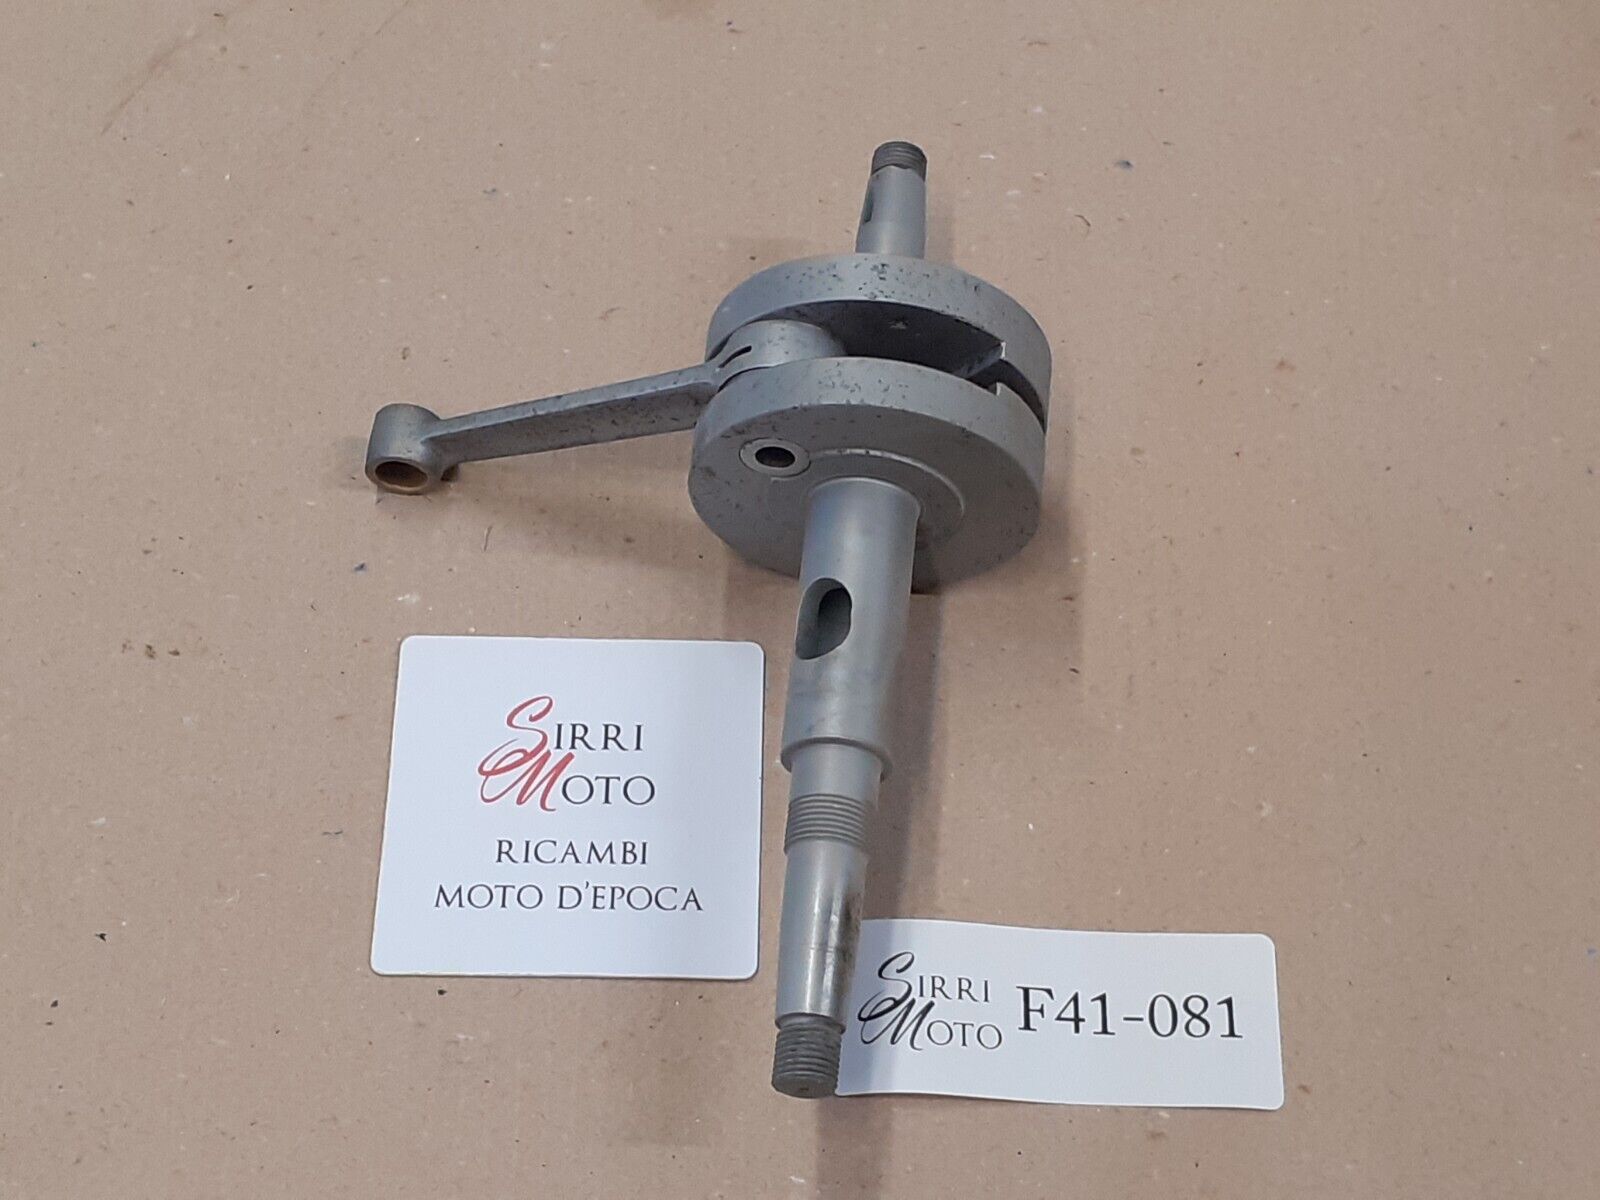 SIRRI
MOTO
RICAMBI
MOTO D'EPOCA
SIRRI
MOTO
F41-081